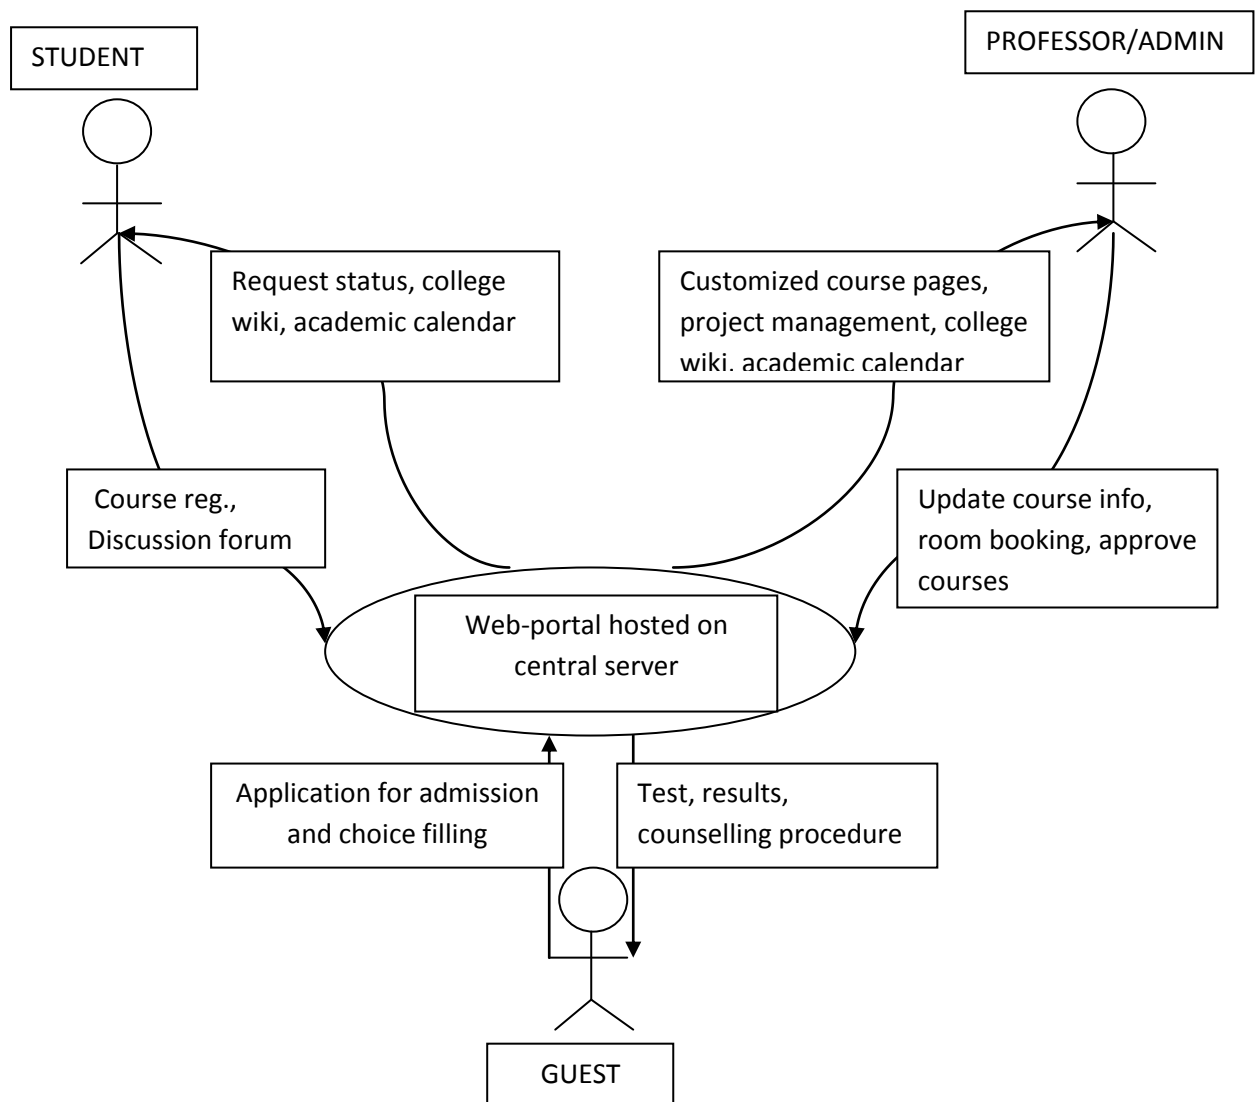 STUDENT
PROFESSOR/ADMIN
Request status, college
wiki, academic calendar
Customized course pages,
project management, college
wiki, academic calendar
Course reg.,
Discussion forum
Update course info,
room booking, approve
courses
Web-portal hosted on
central server
Application for admission
and choice filling
Test, results,
counselling procedure
GUEST